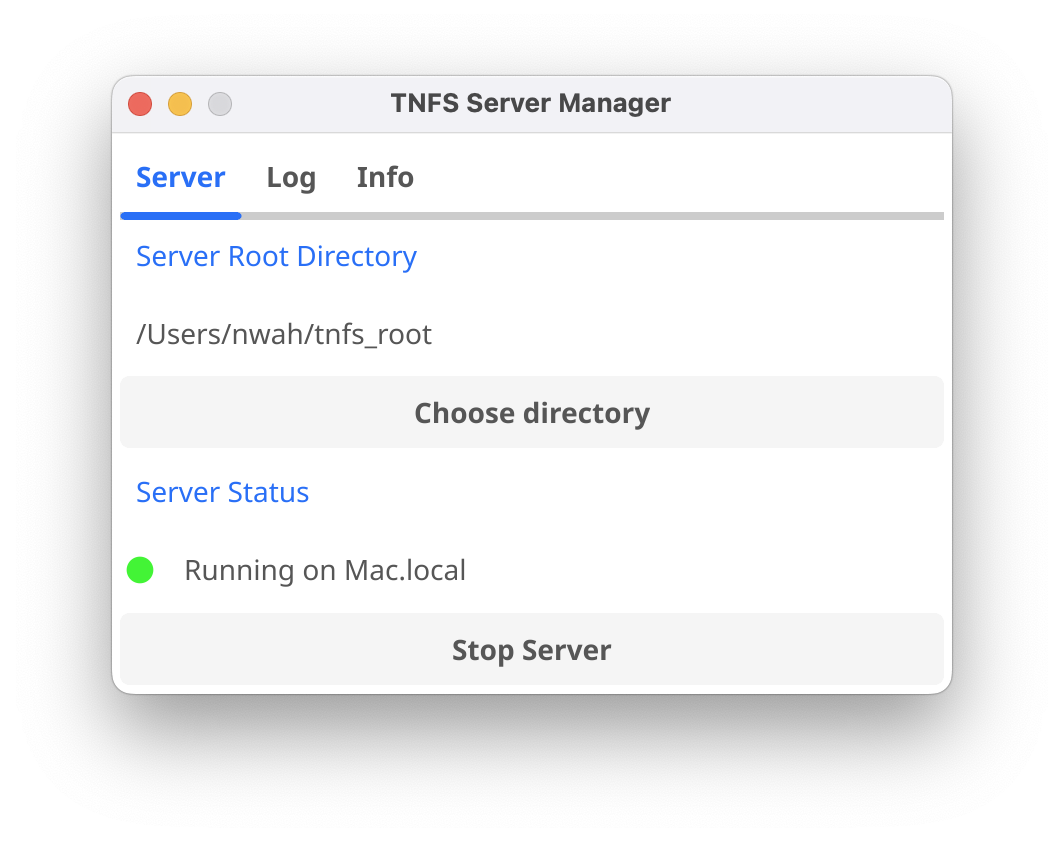 TNFS Server Manager
Server Log Info
Server Root Directory
/Users/nwah/tnfs_root
Choose directory
Server Status
Running on Mac.local
Stop Server